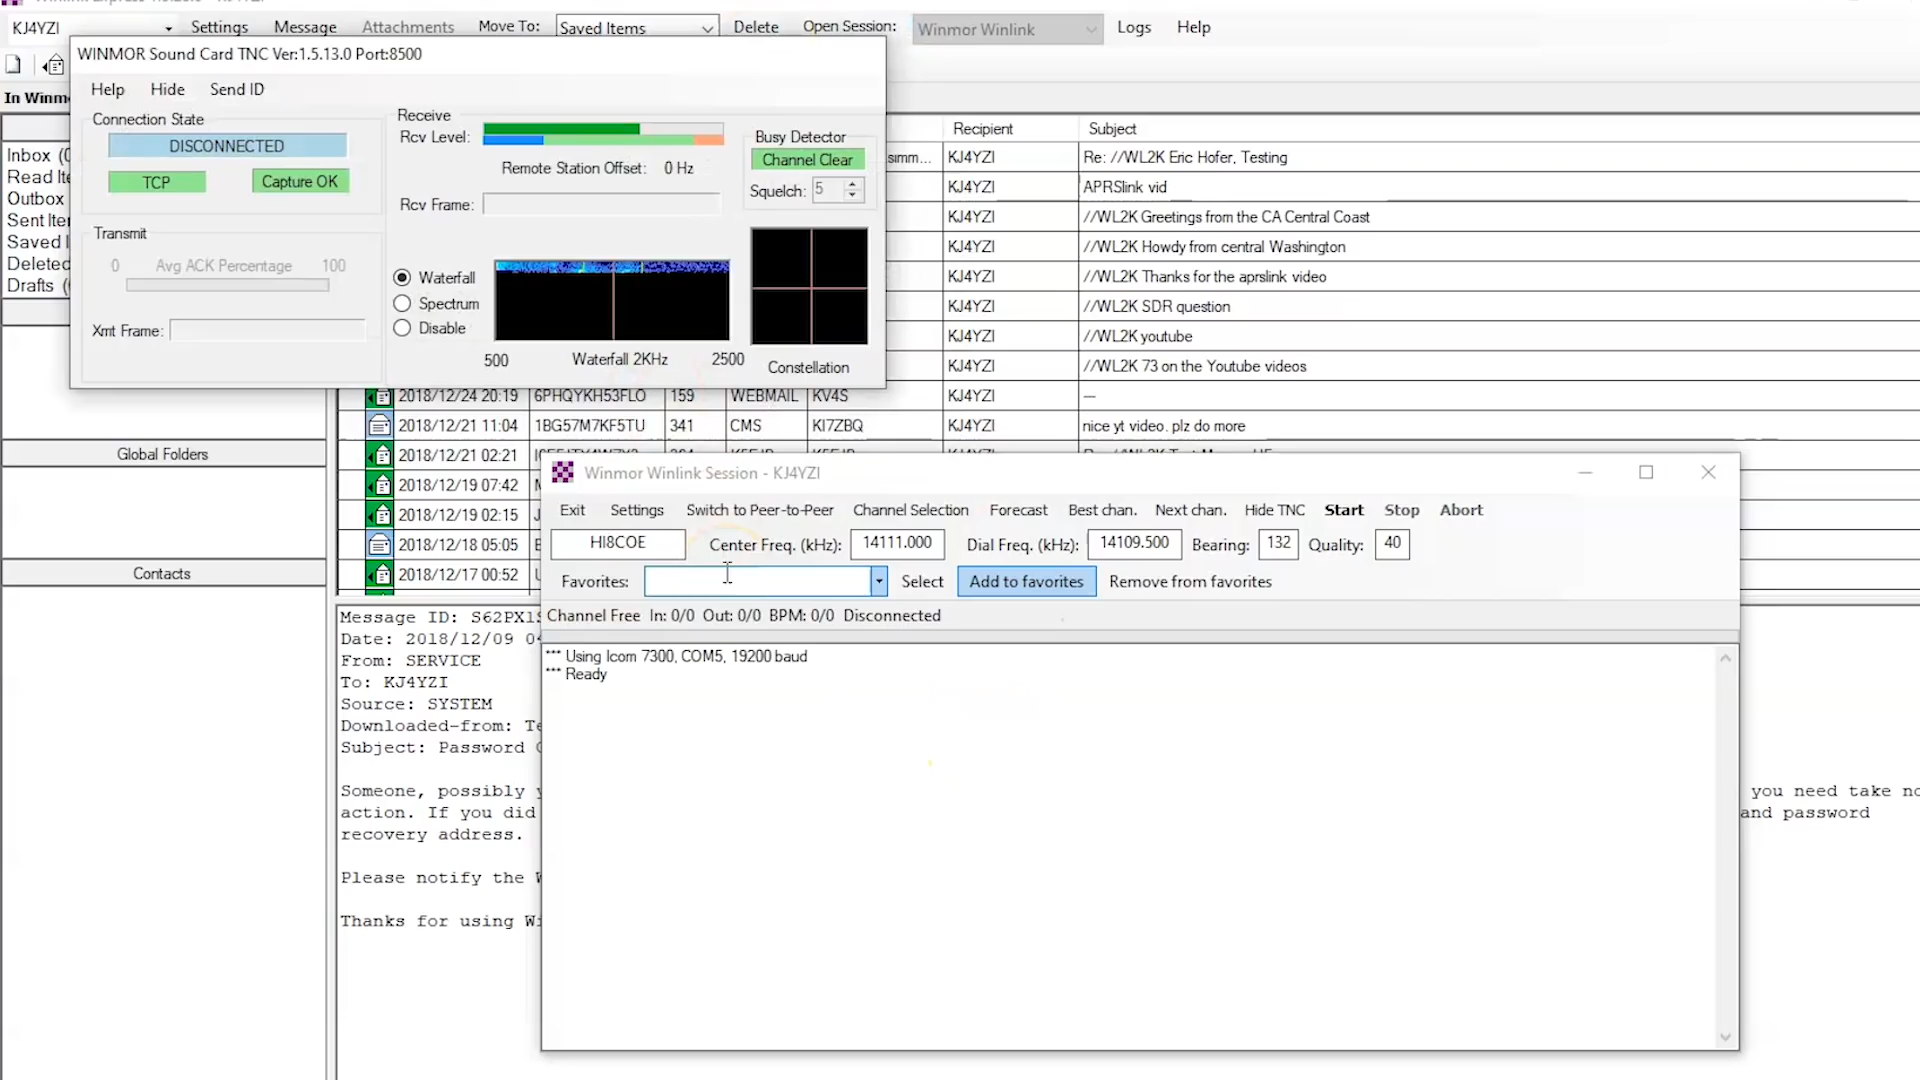 KJ4YZI Settings Message Attachments Move To: Saved Items Delete Open Session: Winmor Winlink Logs Help
WINMOR Sound Card TNC Ver:1.5.13.0 Port:8500
Help Hide Send ID
In Winm
Connection State
DISCONNECTED
TCP Capture OK
Receive
Rcv Level:
Remote Station Offset: 0 Hz
Rcv Frame:
Busy Detector
Channel Clear
Squelch: 5
Transmit
0 Avg ACK Percentage 100
Xmt Frame:
Waterfall
Spectrum
Disable
500 Waterfall 2KHz 2500
Constellation
Inbox (0
Read Ite
Outbox
Sent Iter
Saved I
Deleted
Drafts (
Global Folders
Contacts
Recipient Subject
simm... KJ4YZI Re: //WL2K Eric Hofer, Testing
KJ4YZI APRSlink vid
KJ4YZI //WL2K Greetings from the CA Central Coast
KJ4YZI //WL2K Howdy from central Washington
KJ4YZI //WL2K Thanks for the aprslink video
KJ4YZI //WL2K SDR question
KJ4YZI //WL2K youtube
KJ4YZI //WL2K 73 on the Youtube videos
2018/12/24 20:19 6PHQYKH53FLO 159 WEBMAIL KV4S KJ4YZI ---
2018/12/21 11:04 1BG57M7KF5TU 341 CMS KI7ZBQ KJ4YZI nice yt video. plz do more
2018/12/21 02:21
2018/12/19 07:42
2018/12/19 02:15
2018/12/18 05:05
2018/12/17 00:52
Winmor Winlink Session - KJ4YZI
Exit Settings Switch to Peer-to-Peer Channel Selection Forecast Best chan. Next chan. Hide TNC Start Stop Abort
HI8COE Center Freq. (kHz): 14111.000 Dial Freq. (kHz): 14109.500 Bearing: 132 Quality: 40
Favorites: Select Add to favorites Remove from favorites
Channel Free In: 0/0 Out: 0/0 BPM: 0/0 Disconnected
*** Using Icom 7300, COM5, 19200 baud
*** Ready
Message ID: S62PX1S
Date: 2018/12/09 04
From: SERVICE
To: KJ4YZI
Source: SYSTEM
Downloaded-from: Te
Subject: Password C
Someone, possibly y you need take no
action. If you did and password
recovery address.
Please notify the W
Thanks for using Wi